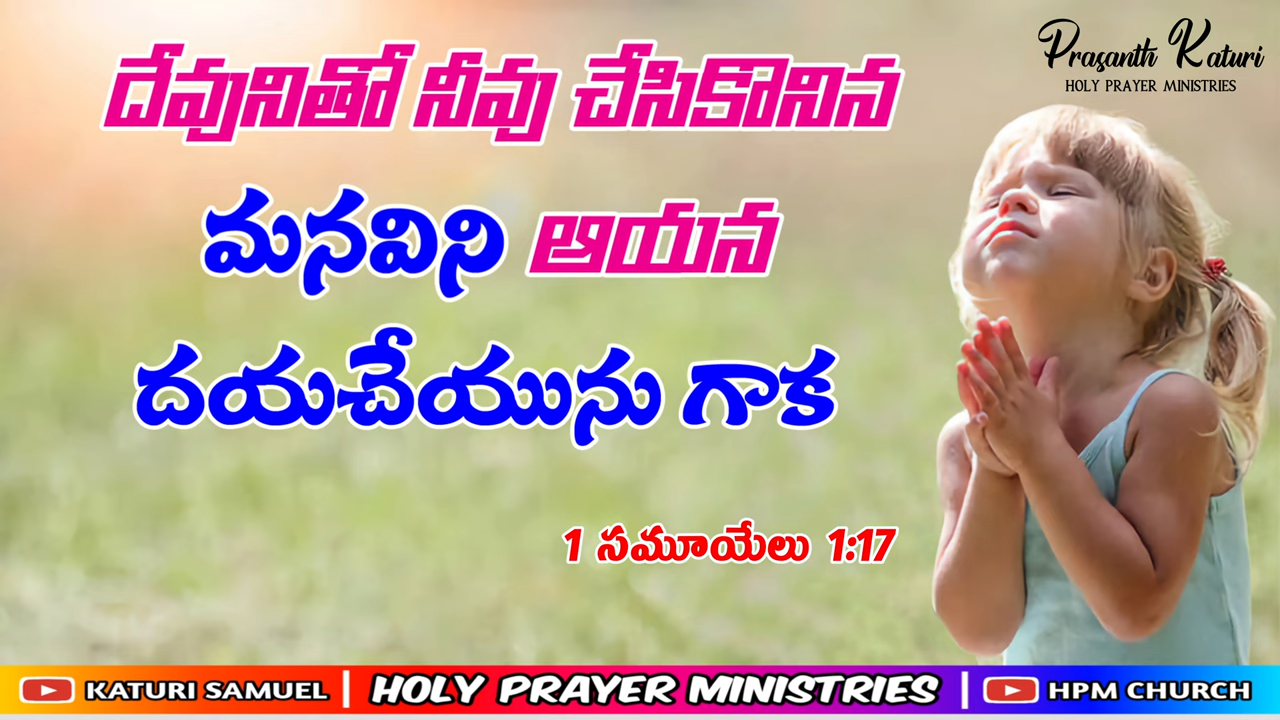 Prasanth Katuri
HOLY PRAYER MINISTRIES
దేవునితో నీవు చేసికొనిన
మనవిని ఆయన
దయచేయును గాక
1 సమూయేలు 1:17
KATURI SAMUEL | HOLY PRAYER MINISTRIES | HPM CHURCH